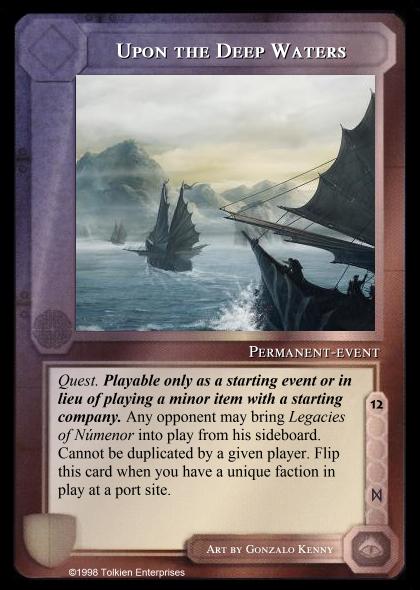 UPON THE DEEP WATERS
PERMANENT-EVENT
Quest. Playable only as a starting event or in
lieu of playing a minor item with a starting
company. Any opponent may bring Legacies
of Númenor into play from his sideboard.
Cannot be duplicated by a given player. Flip
this card when you have a unique faction in
play at a port site.
12
ART BY GONZALO KENNY
©1998 Tolkien Enterprises